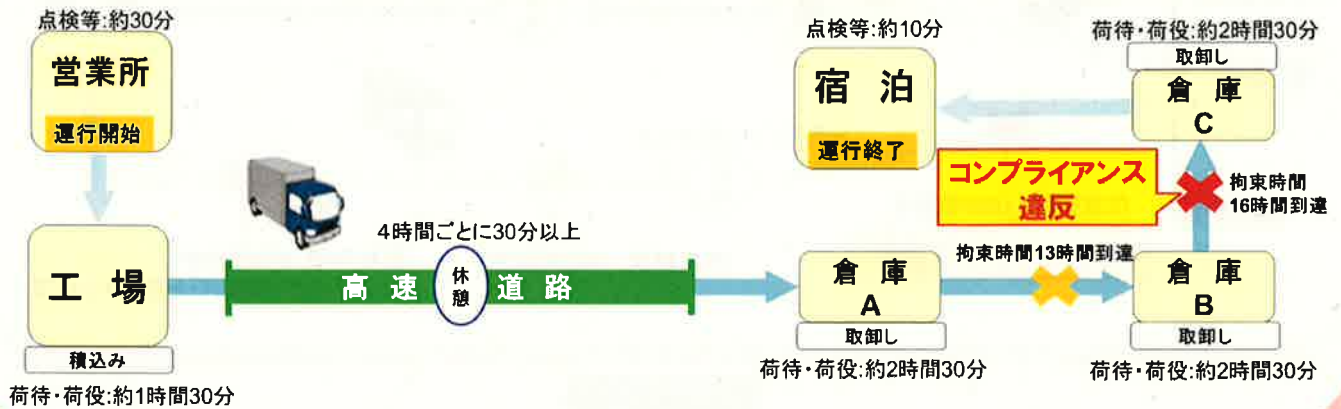 点検等:約30分
営業所
運行開始
工 場
積込み
荷待・荷役:約1時間30分
4時間ごとに30分以上
高 速
休
憩
道 路
倉 庫
A
取卸し
荷待・荷役:約2時間30分
拘束時間13時間到達
倉 庫
B
取卸し
荷待・荷役:約2時間30分
拘束時間
16時間到達
コンプライアンス
違反
荷待・荷役:約2時間30分
取卸し
倉 庫
C
点検等:約10分
宿 泊
運行終了